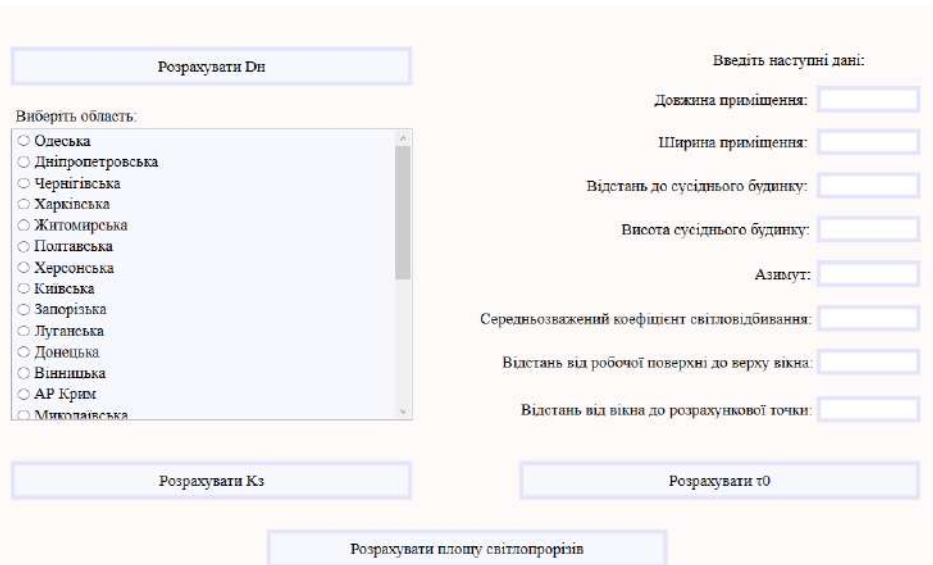 Розрахувати Dн
Виберіть область:
Одеська
Дніпропетровська
Чернігівська
Харківська
Житомирська
Полтавська
Херсонська
Київська
Запорізька
Луганська
Донецька
Вінницька
АР Крим
Миколаївська
Введіть наступні дані:
Довжина приміщення:
Ширина приміщення:
Відстань до сусіднього будинку:
Висота сусіднього будинку:
Азимут:
Середньозважений коефіцієнт світловідбивання:
Відстань від робочої поверхні до верху вікна:
Відстань від вікна до розрахункової точки:
Розрахувати Кз
Розрахувати τ0
Розрахувати площу світлопрорізів